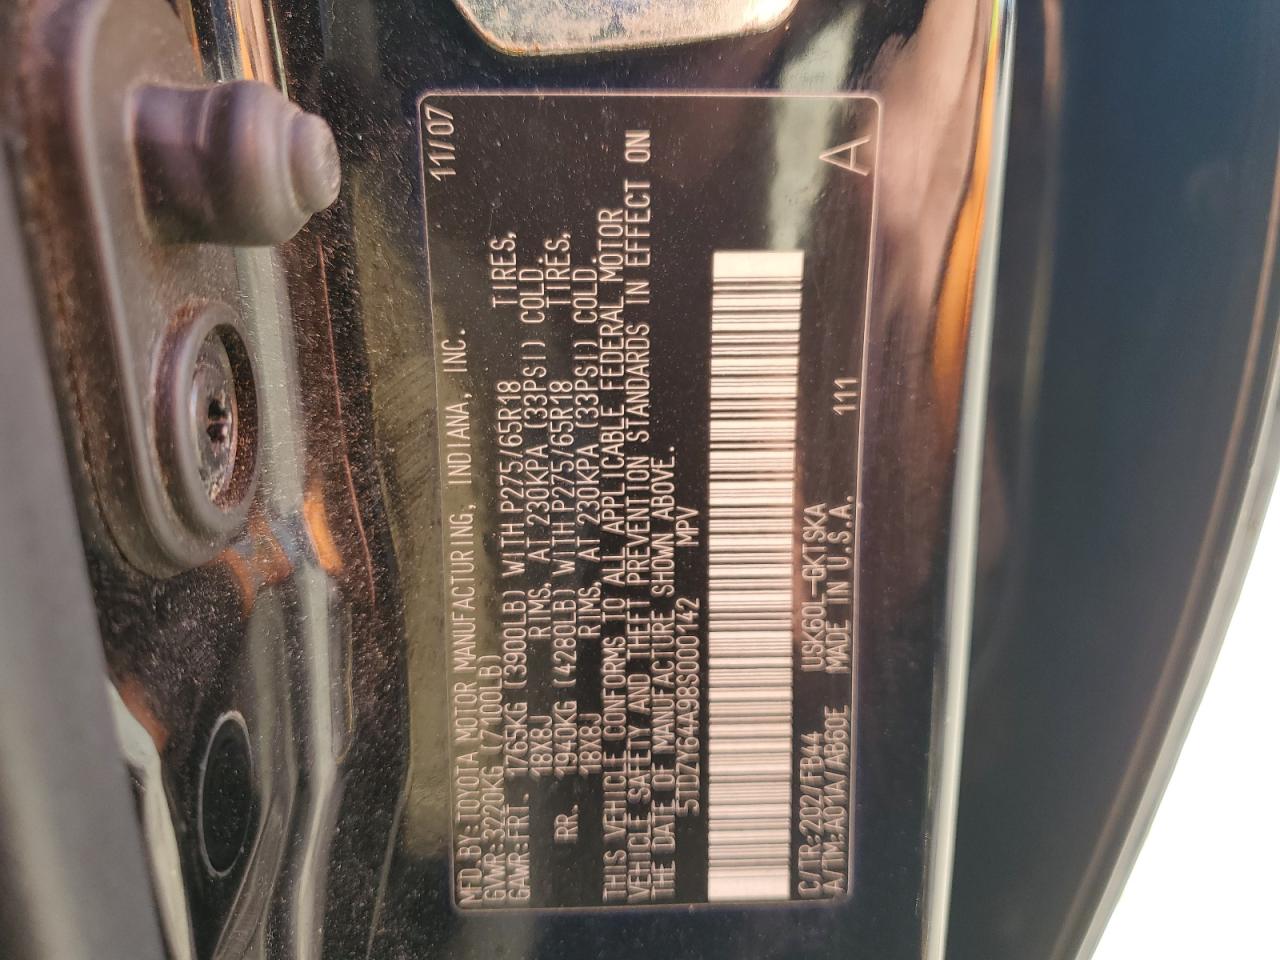 MFD. BY: TOYOTA MOTOR MANUFACTURING, INDIANA, INC. 11/07
GVWR: 3220KG (7100LB)
GAWR: FRT. 1765KG (3900LB) WITH P275/65R18 TIRES,
18X8J RIMS, AT 230KPA (33PSI) COLD.
RR. 1940KG (4280LB) WITH P275/65R18 TIRES,
18X8J RIMS, AT 230KPA (33PSI) COLD.
THIS VEHICLE CONFORMS TO ALL APPLICABLE FEDERAL MOTOR
VEHICLE SAFETY AND THEFT PREVENTION STANDARDS IN EFFECT ON
THE DATE OF MANUFACTURE SHOWN ABOVE.
5TDZY64A98S000142 MPV
C/TR: 202/FB44 USK60L-GKTSKA
A/TM: A01A/AB60E MADE IN U.S.A. 111 A